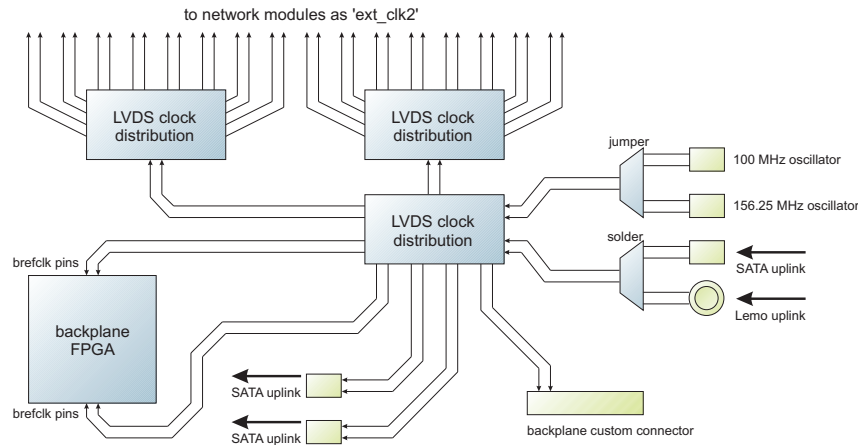 to network modules as 'ext_clk2'
LVDS clock
distribution
LVDS clock
distribution
jumper
100 MHz oscillator
156.25 MHz oscillator
LVDS clock
distribution
solder
SATA uplink
Lemo uplink
brefclk pins
backplane
FPGA
brefclk pins
SATA uplink
SATA uplink
backplane custom connector